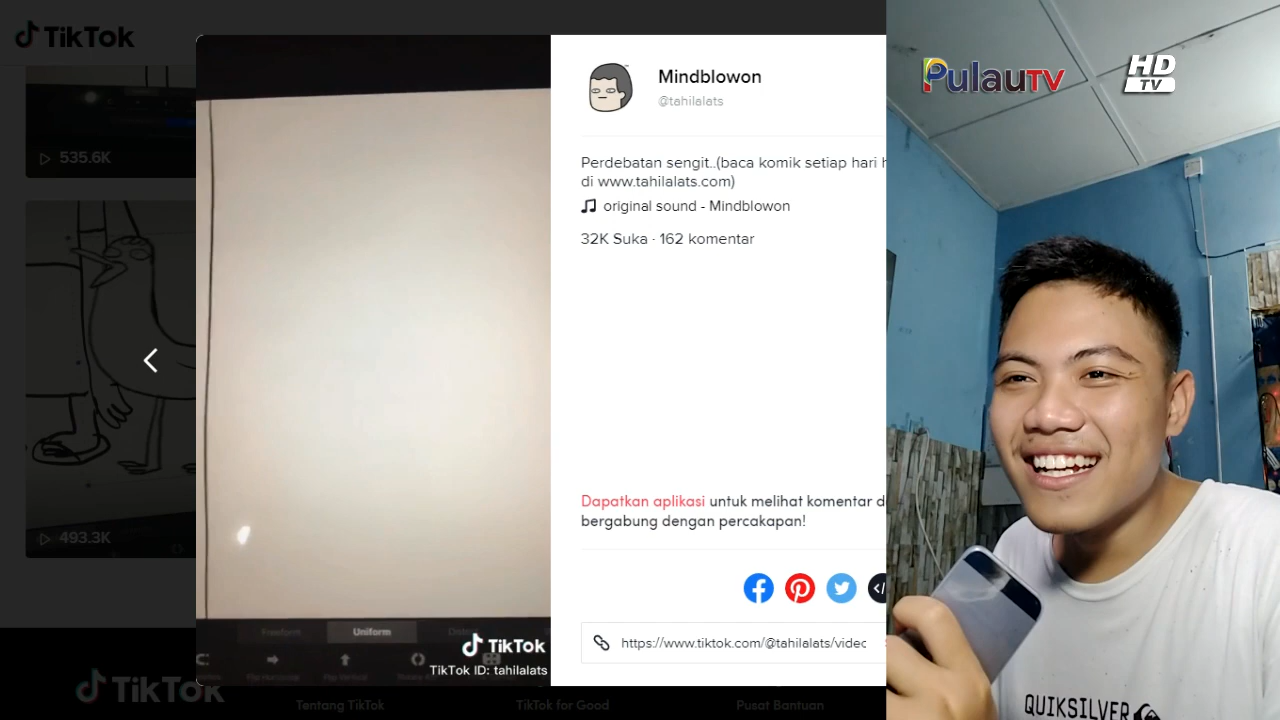 TikTok
535.6K
493.3K
Uniform
TikTok
TikTok ID: tahilalats
Mindblowon
@tahilalats
Perdebatan sengit..(baca komik setiap hari h
di www.tahilalats.com)
original sound - Mindblowon
32K Suka · 162 komentar
Dapatkan aplikasi untuk melihat komentar d
bergabung dengan percakapan!
https://www.tiktok.com/@tahilalats/videc
TikTok
Tentang TikTok
TikTok for Good
Pusat Bantuan
PulauTV
HD
TV
QUIKSILVER